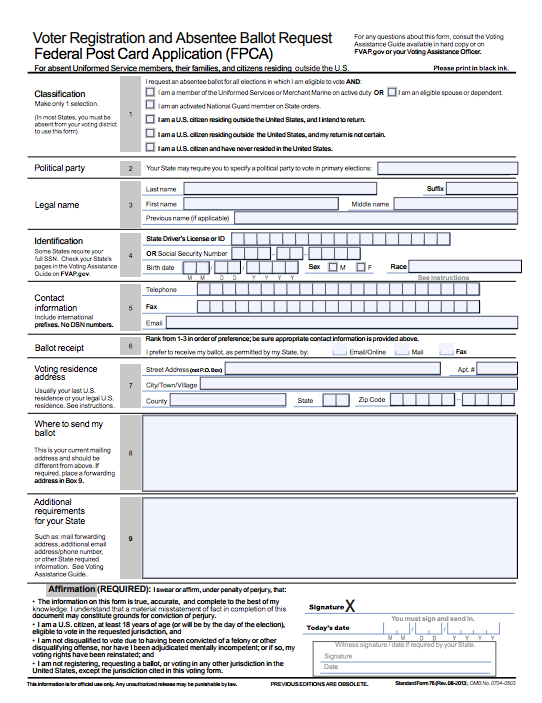 Voter Registration and Absentee Ballot Request
Federal Post Card Application (FPCA)
For any questions about this form, consult the Voting
Assistance Guide available in hard copy or on
FVAP.gov or your Voting Assistance Officer.
For absent Uniformed Service members, their families, and citizens residing outside the U.S.
Please print in black ink.
Classification
Make only 1 selection.
(In most States, you must be
absent from your voting district
to use this form).
1
I request an absentee ballot for all elections in which I am eligible to vote AND:
I am a member of the Uniformed Services or Merchant Marine on active duty OR I am an eligible spouse or dependent.
I am an activated National Guard member on State orders.
I am a U.S. citizen residing outside the United States, and I intend to return.
I am a U.S. citizen residing outside the United States, and my return is not certain.
I am a U.S. citizen and have never resided in the United States.
Political party
2
Your State may require you to specify a political party to vote in primary elections:
Legal name
3
Last name
Suffix
First name
Middle name
Previous name (if applicable)
Identification
Some States require your
full SSN. Check your State's
pages in the Voting Assistance
Guide on FVAP.gov.
4
State Driver's License or ID
OR Social Security Number
Birth date
M M D D Y Y Y Y
Sex M F
Race
See instructions
Contact
information
Include international
prefixes. No DSN numbers.
5
Telephone
Fax
Email
Ballot receipt
6
Rank from 1-3 in order of preference; be sure appropriate contact information is provided above.
I prefer to receive my ballot, as permitted by my State, by: Email/Online Mail Fax
Voting residence
address
Usually your last U.S.
residence or your legal U.S.
residence. See instructions.
7
Street Address (not P.O. Box)
Apt. #
City/Town/Village
County
State
Zip Code
Where to send my
ballot
This is your current mailing
address and should be
different from above. If
required, place a forwarding
address in Box 9.
8
Additional
requirements
for your State
Such as: mail forwarding
address, additional email
address/phone number,
or other State required
information. See Voting
Assistance Guide.
9
Affirmation (REQUIRED): I swear or affirm, under penalty of perjury, that:
• The information on this form is true, accurate, and complete to the best of my
knowledge. I understand that a material misstatement of fact in completion of this
document may constitute grounds for conviction of perjury.
• I am a U.S. citizen, at least 18 years of age (or will be by the day of the election),
eligible to vote in the requested jurisdiction, and
• I am not disqualified to vote due to having been convicted of a felony or other
disqualifying offense, nor have I been adjudicated mentally incompetent; or if so, my
voting rights have been reinstated; and
• I am not registering, requesting a ballot, or voting in any other jurisdiction in the
United States, except the jurisdiction cited in this voting form.
Signature X
You must sign and send in.
Today's date
M M D D Y Y Y Y
Witness signature / date if required by your State.
Signature
Date
This information is for official use only. Any unauthorized release may be punishable by law.
PREVIOUS EDITIONS ARE OBSOLETE.
Standard Form 76 (Rev. 08-2013), OMB No. 0704-0503